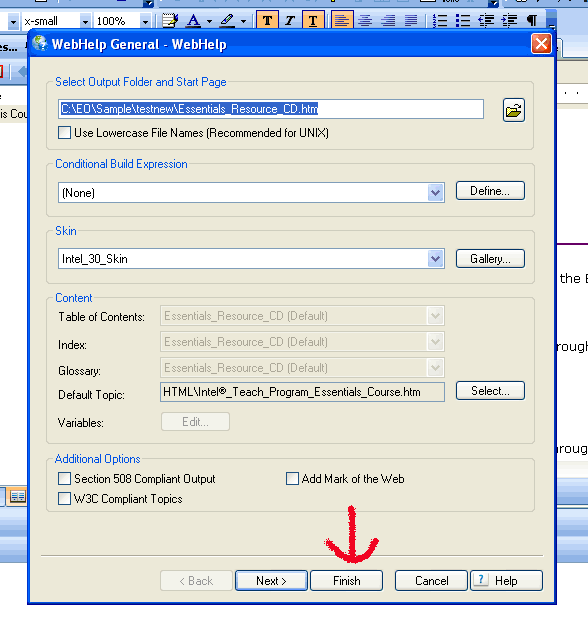 x-small 100% A T I T
WebHelp General - WebHelp
Select Output Folder and Start Page
C:\EO\Sample\testnew\Essentials_Resource_CD.htm
Use Lowercase File Names (Recommended for UNIX)
Conditional Build Expression
(None) Define...
Skin
Intel_30_Skin Gallery...
Content
Table of Contents: Essentials_Resource_CD (Default)
Index: Essentials_Resource_CD (Default)
Glossary: Essentials_Resource_CD (Default)
Default Topic: HTML\Intel®_Teach_Program_Essentials_Course.htm Select...
Variables: Edit...
Additional Options
Section 508 Compliant Output Add Mark of the Web
W3C Compliant Topics
< Back Next > Finish Cancel ? Help
is Cou
the E